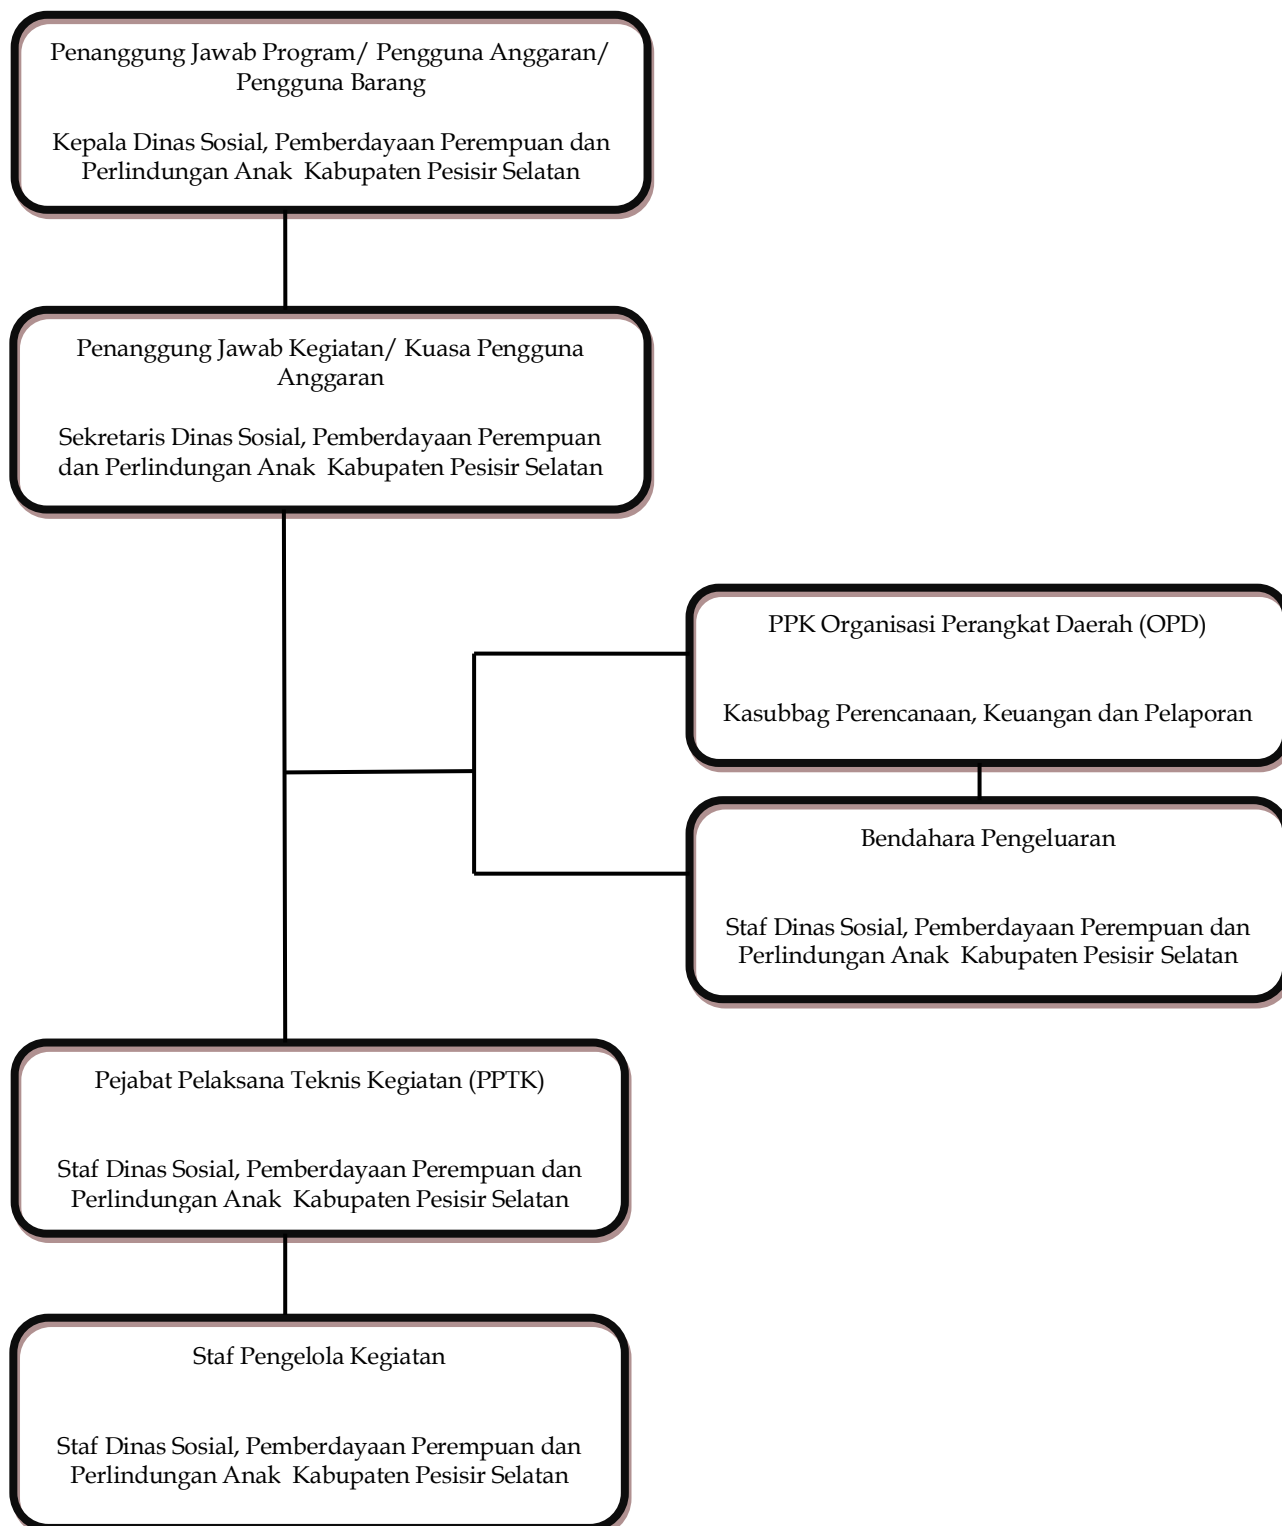 Penanggung Jawab Program/ Pengguna Anggaran/
Pengguna Barang
Kepala Dinas Sosial, Pemberdayaan Perempuan dan
Perlindungan Anak  Kabupaten Pesisir Selatan
Penanggung Jawab Kegiatan/ Kuasa Pengguna
Anggaran
Sekretaris Dinas Sosial, Pemberdayaan Perempuan
dan Perlindungan Anak  Kabupaten Pesisir Selatan
PPK Organisasi Perangkat Daerah (OPD)
Kasubbag Perencanaan, Keuangan dan Pelaporan
Bendahara Pengeluaran
Staf Dinas Sosial, Pemberdayaan Perempuan dan
Perlindungan Anak  Kabupaten Pesisir Selatan
Pejabat Pelaksana Teknis Kegiatan (PPTK)
Staf Dinas Sosial, Pemberdayaan Perempuan dan
Perlindungan Anak  Kabupaten Pesisir Selatan
Staf Pengelola Kegiatan
Staf Dinas Sosial, Pemberdayaan Perempuan dan
Perlindungan Anak  Kabupaten Pesisir Selatan